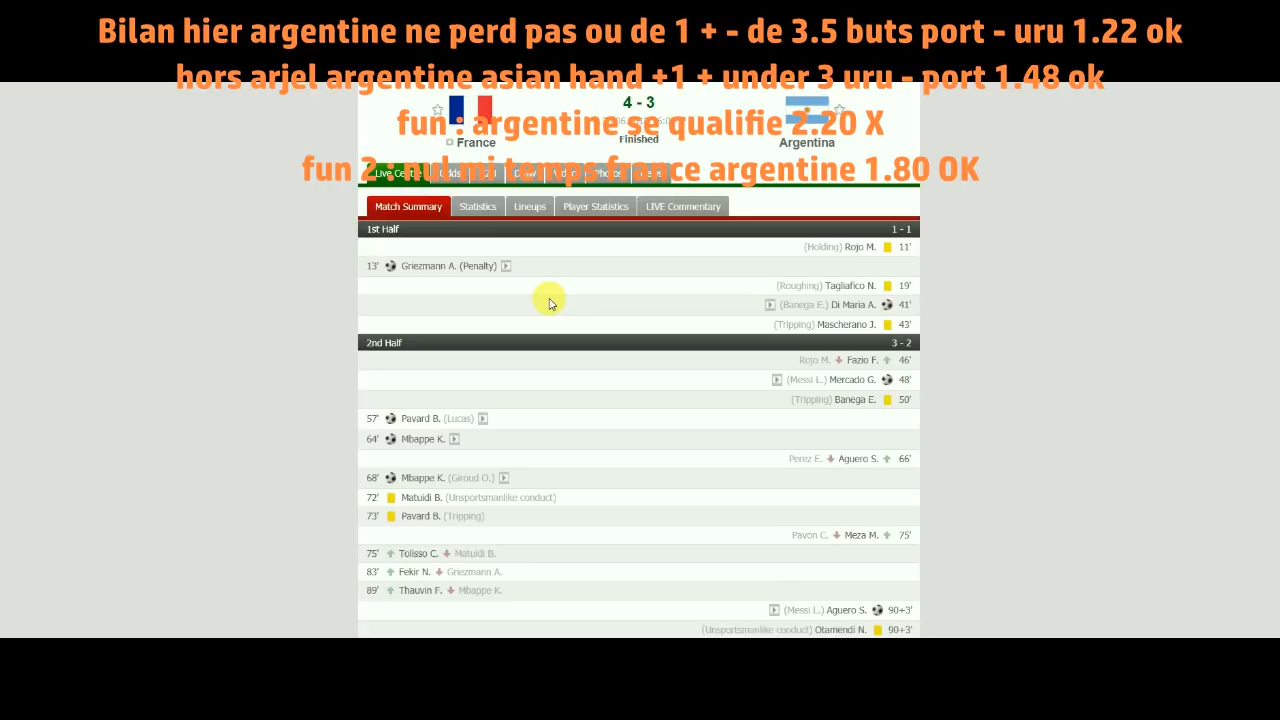 Bilan hier argentine ne perd pas ou de 1 + - de 3.5 buts port - uru 1.22 ok
hors arjel argentine asian hand +1 + under 3 uru - port 1.48 ok
4 - 3
fun : argentine se qualifie 2.20 X
France
Finished
Argentina
fun 2 : nul mi temps france argentine 1.80 OK
Live Centre
Match Summary Statistics Lineups Player Statistics LIVE Commentary
1st Half 1 - 1
(Holding) Rojo M. 11'
13' Griezmann A. (Penalty)
(Roughing) Tagliafico N. 19'
(Banega E.) Di Maria A. 41'
(Tripping) Mascherano J. 43'
2nd Half 3 - 2
Rojo M. Fazio F. 46'
(Messi L.) Mercado G. 48'
(Tripping) Banega E. 50'
57' Pavard B. (Lucas)
64' Mbappe K.
Perez E. Aguero S. 66'
68' Mbappe K. (Giroud O.)
72' Matuidi B. (Unsportsmanlike conduct)
73' Pavard B. (Tripping)
Pavon C. Meza M. 75'
75' Tolisso C. Matuidi B.
83' Fekir N. Griezmann A.
89' Thauvin F. Mbappe K.
(Messi L.) Aguero S. 90+3'
(Unsportsmanlike conduct) Otamendi N. 90+3'